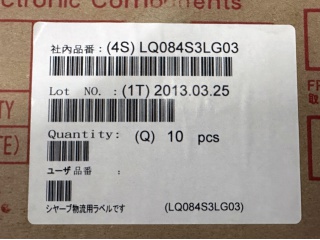 ectronic Components
社内品番：(4S) LQ084S3LG03
Lot NO.：(1T) 2013.03.25
Quantity: (Q) 10 pcs
ユーザ品番 :
シャープ物流用ラベルです (LQ084S3LG03)